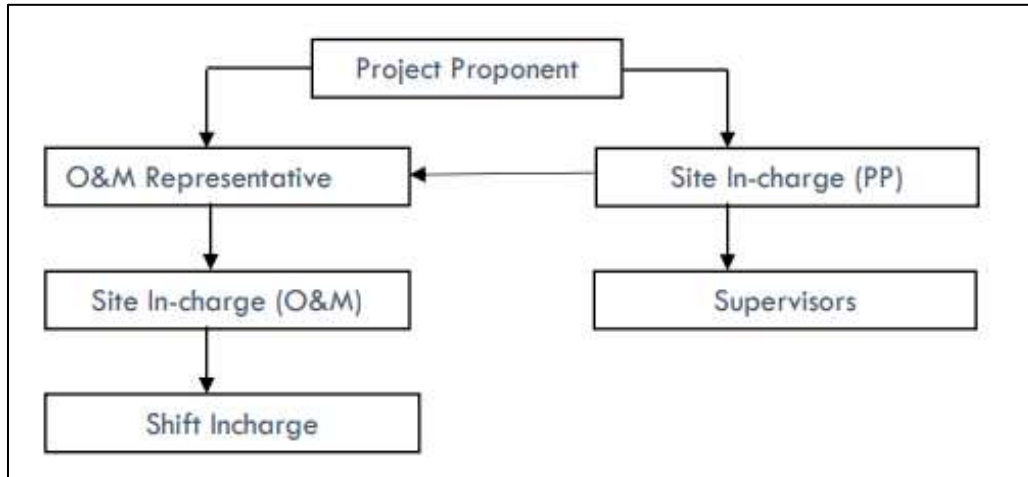 Project Proponent
O&M Representative
Site In-charge (PP)
Site In-charge (O&M)
Supervisors
Shift Incharge